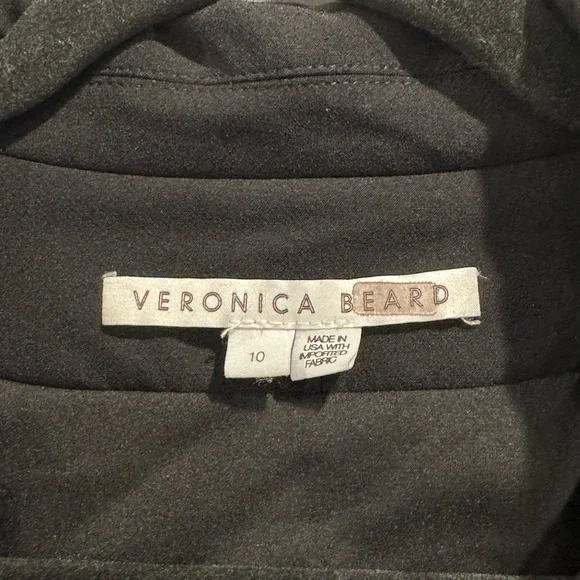 VERONICA BEARD
10
MADE IN
USA WITH
IMPORTED
FABRIC